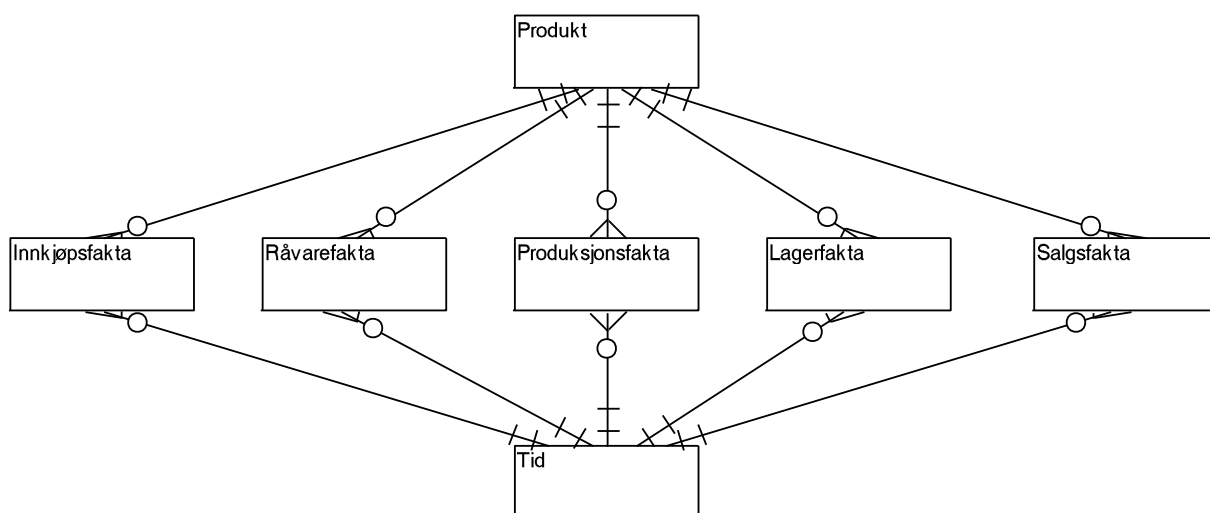 Produkt
Innkjøpsfakta
Råvarefakta
Produksjonsfakta
Lagerfakta
Salgsfakta
Tid